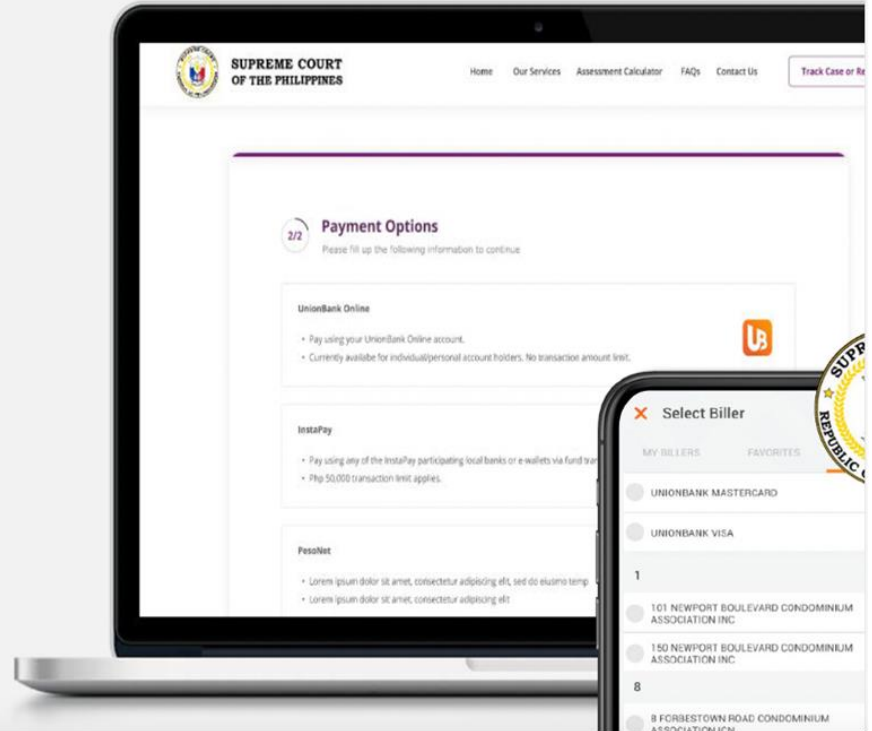 SUPREME COURT
OF THE PHILIPPINES
Home Our Services Assessment Calculator FAQs Contact Us Track Case or Re
2/2
Payment Options
Please fill up the following information to continue
UnionBank Online
• Pay using your UnionBank Online account.
• Currently availabe for individual/personal account holders. No transaction amount limit.
InstaPay
• Pay using any of the InstaPay participating local banks or e-wallets via fund tran
• Php 50,000 transaction limit applies.
PesoNet
• Lorem ipsum dolor sit amet, consectetur adipiscing elit, sed do eiusmo temp
• Lorem ipsum dolor sit amet, consectetur adipiscing elit
UB
SUPR
REPUBLIC O
Select Biller
MY BILLERS FAVORITES
UNIONBANK MASTERCARD
UNIONBANK VISA
1
101 NEWPORT BOULEVARD CONDOMINIUM
ASSOCIATION INC
150 NEWPORT BOULEVARD CONDOMINIUM
ASSOCIATION INC
8
8 FORBESTOWN ROAD CONDOMINIUM
ASSOCIATION ICN